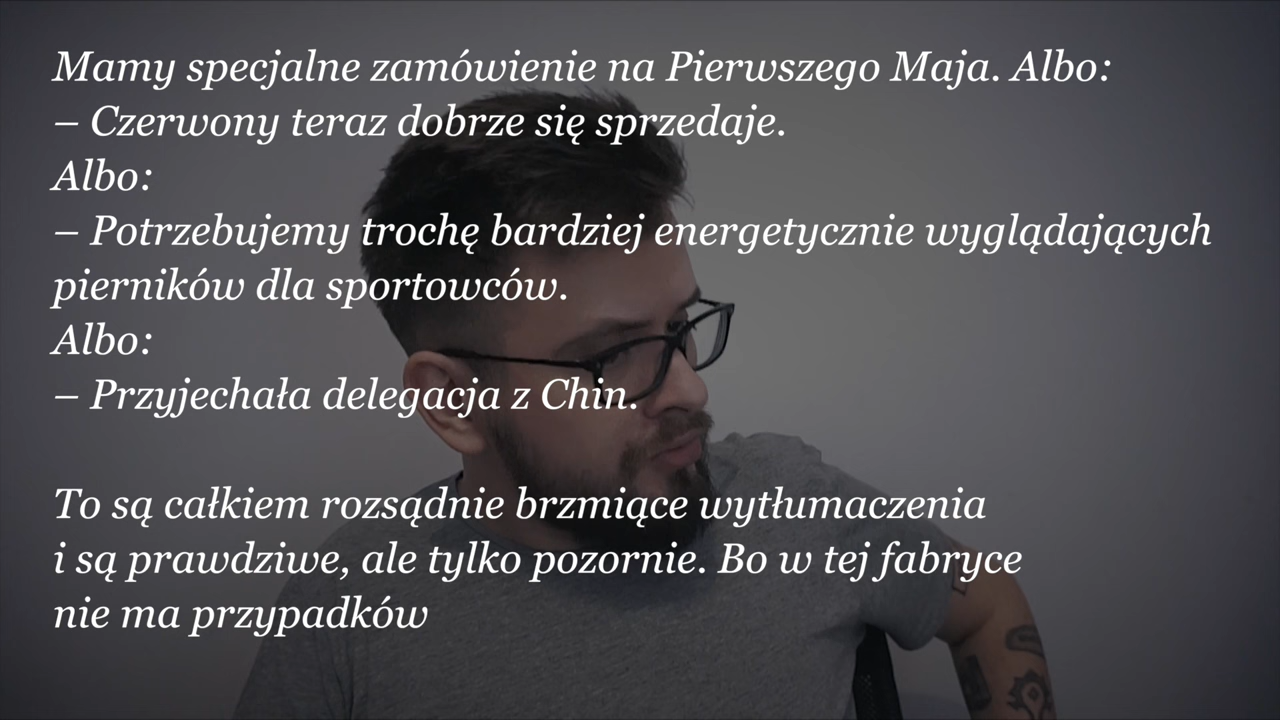 Mamy specjalne zamówienie na Pierwszego Maja. Albo:
– Czerwony teraz dobrze się sprzedaje.
Albo:
– Potrzebujemy trochę bardziej energetycznie wyglądających
pierników dla sportowców.
Albo:
– Przyjechała delegacja z Chin.
To są całkiem rozsądnie brzmiące wytłumaczenia
i są prawdziwe, ale tylko pozornie. Bo w tej fabryce
nie ma przypadków